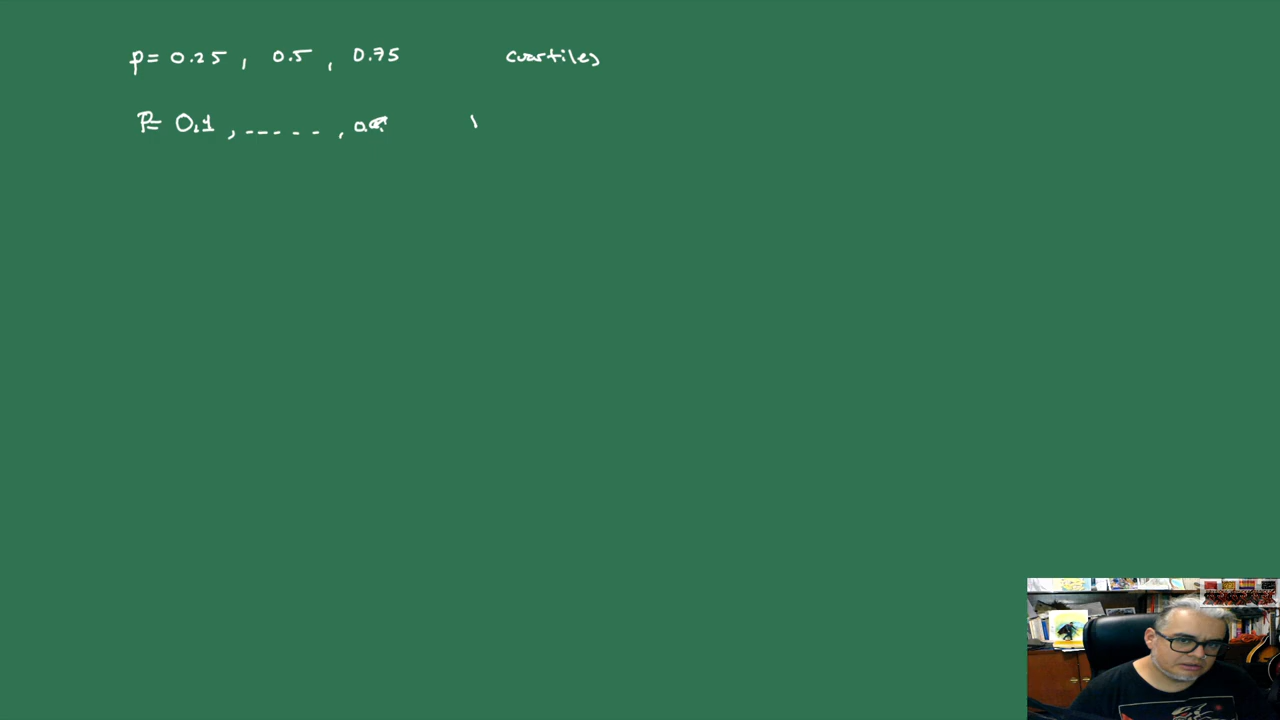 p= 0.25 , 0.5 , 0.75 cuartiles
P= 0.1 , ----- ,